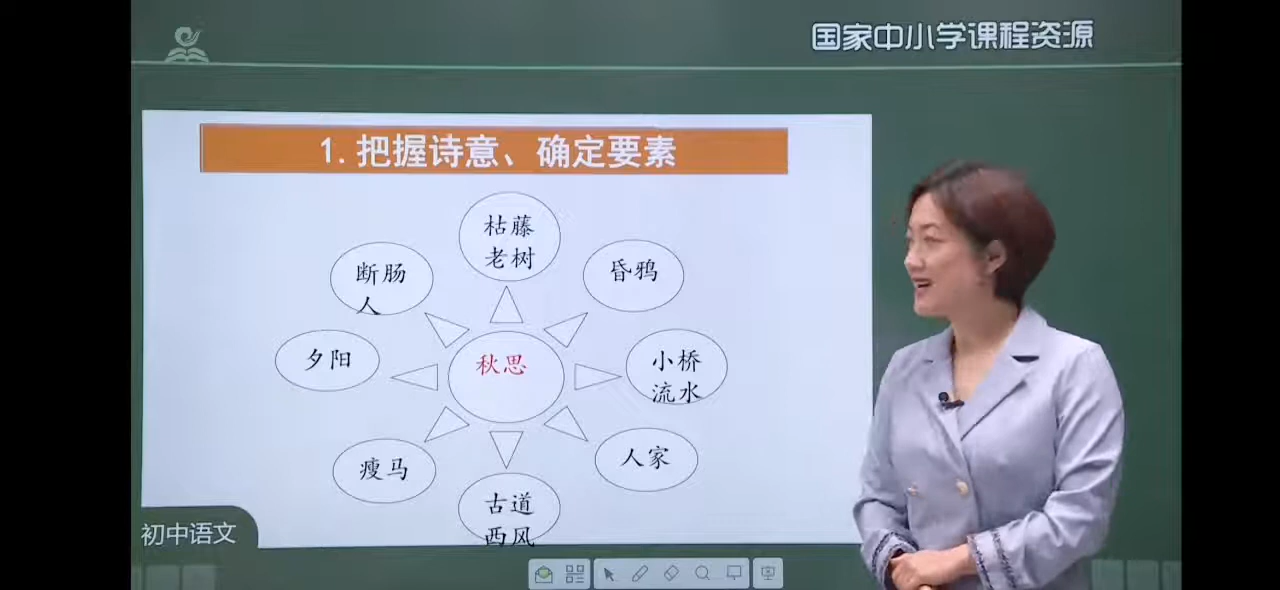 国家中小学课程资源
1.把握诗意、确定要素
枯藤
老树
昏鸦
小桥
流水
人家
古道
西风
瘦马
夕阳
断肠
人
秋思
初中语文